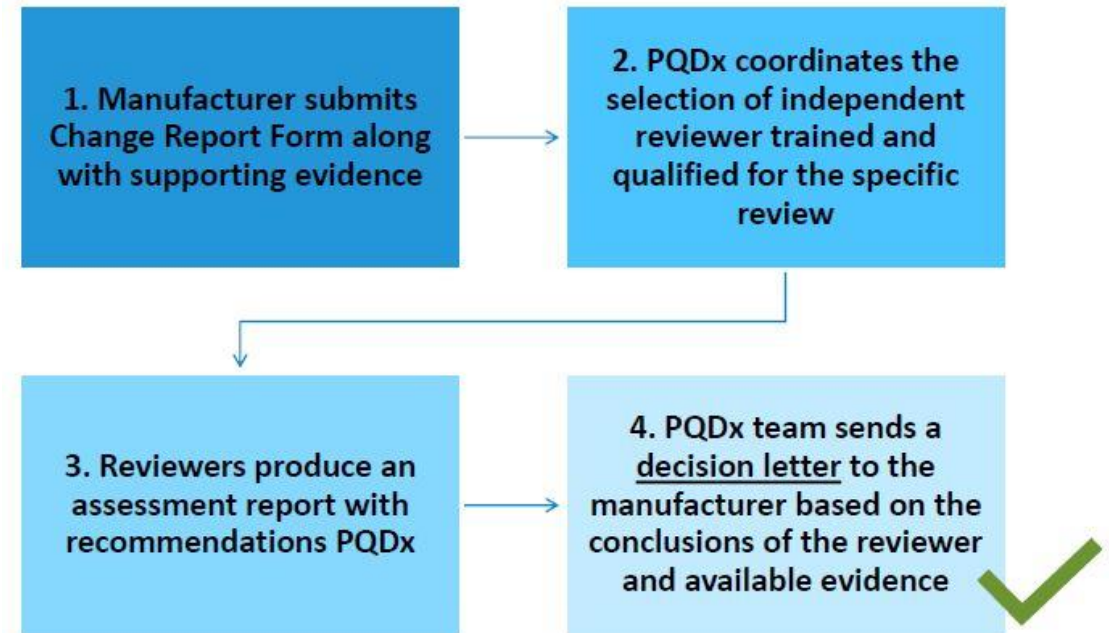 1. Manufacturer submits
Change Report Form along
with supporting evidence
2. PQDx coordinates the
selection of independent
reviewer trained and
qualified for the specific
review
3. Reviewers produce an
assessment report with
recommendations PQDx
4. PQDx team sends a
decision letter to the
manufacturer based on the
conclusions of the reviewer
and available evidence